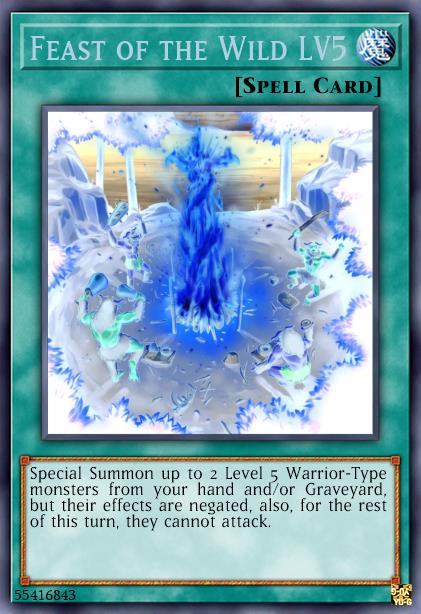 Feast of the Wild LV5
魔
[Spell Card]
Special Summon up to 2 Level 5 Warrior-Type
monsters from your hand and/or Graveyard,
but their effects are negated, also, for the rest
of this turn, they cannot attack.
55416843